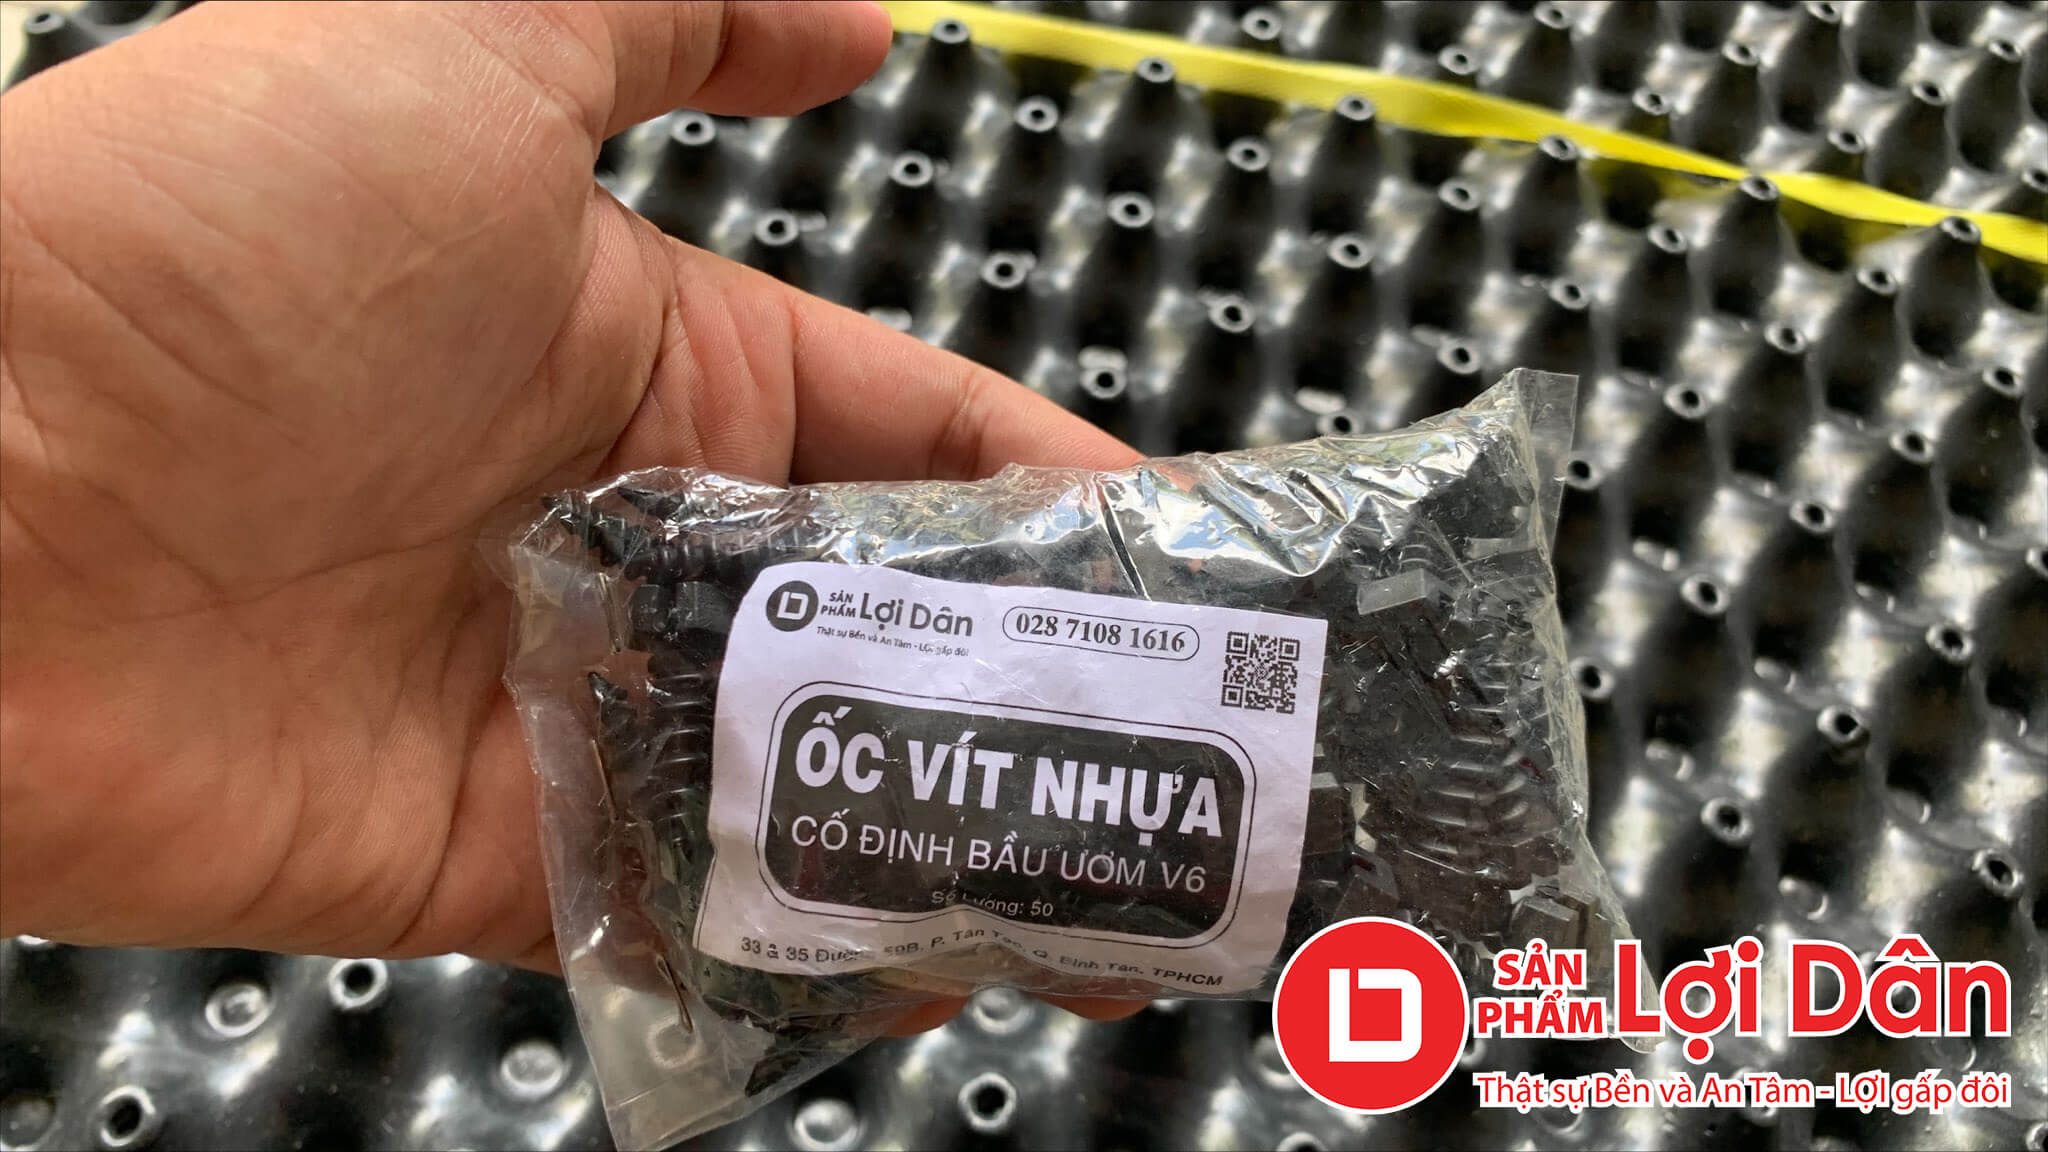 SẢN PHẨM Lợi Dân
Thật sự Bền và An Tâm - LỢI gấp đôi
028 7108 1616
ỐC VÍT NHỰA
CỐ ĐỊNH BẦU ƯƠM V6
Số Lượng: 50
33 & 35 Đường 59B, P. Tân Tạo, Q. Bình Tân, TPHCM
SẢN PHẨM Lợi Dân
Thật sự Bền và An Tâm - LỢI gấp đôi